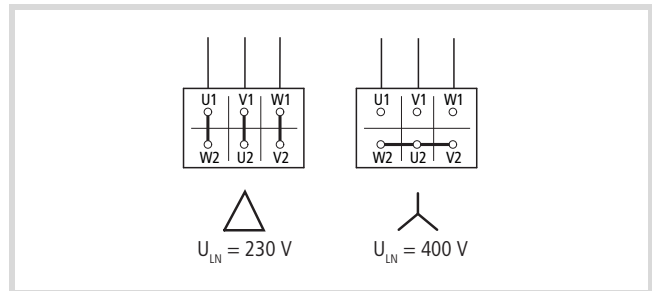 U1 V1 W1
W2 U2 V2
U_LN = 230 V
U1 V1 W1
W2 U2 V2
U_LN = 400 V